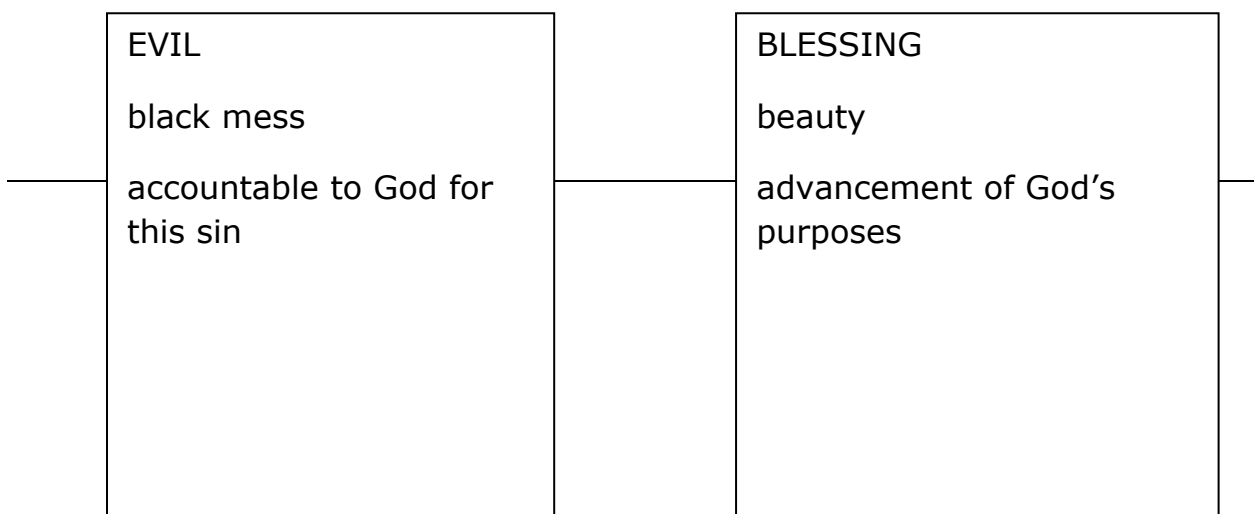 EVIL
black mess
accountable to God for
this sin
BLESSING
beauty
advancement of God’s
purposes